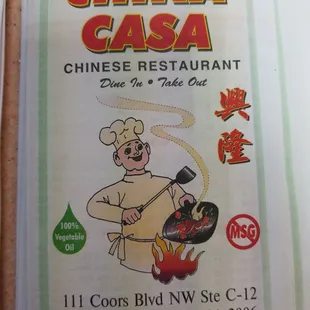 CHINA
CASA
CHINESE RESTAURANT
Dine In • Take Out
興
隆
100%
Vegetable
Oil
MSG
111 Coors Blvd NW Ste C-12